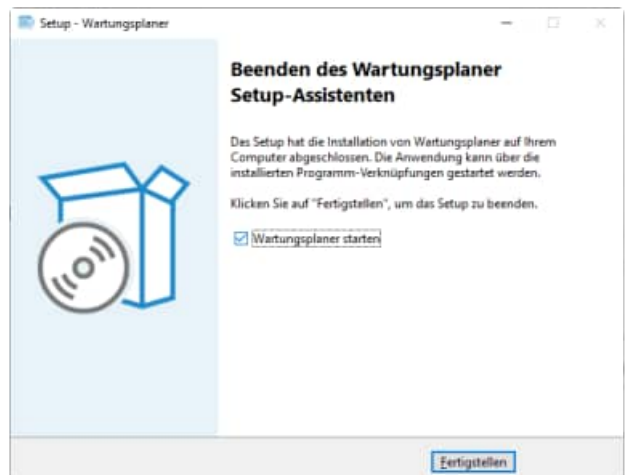 Setup - Wartungsplaner
Beenden des Wartungsplaner
Setup-Assistenten
Das Setup hat die Installation von Wartungsplaner auf Ihrem
Computer abgeschlossen. Die Anwendung kann über die
installierten Programm-Verknüpfungen gestartet werden.
Klicken Sie auf "Fertigstellen", um das Setup zu beenden.
Wartungsplaner starten
Fertigstellen